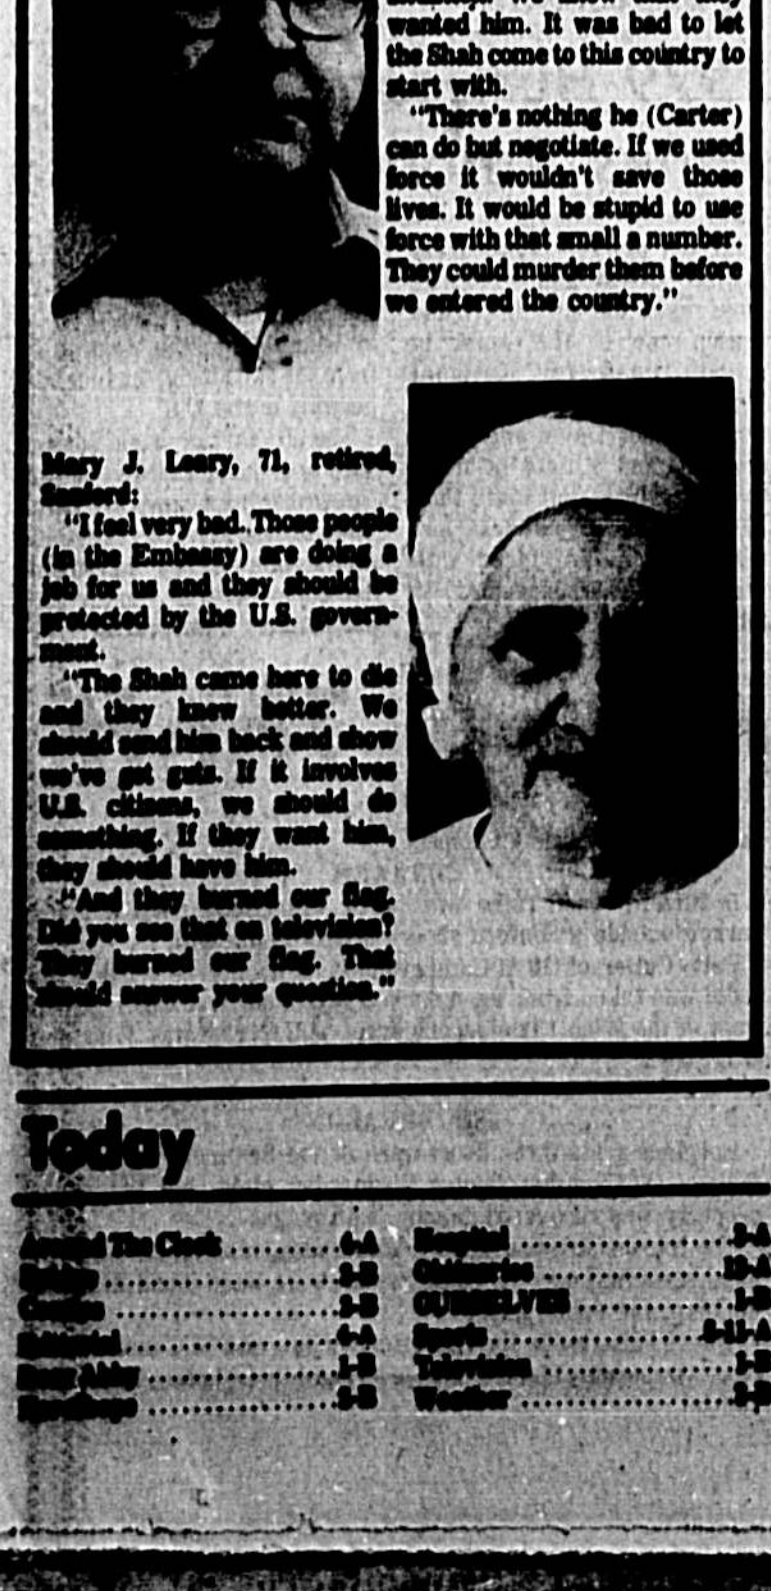 wanted him. It was bad to let
the Shah come to this country to
start with.
"There's nothing he (Carter)
can do but negotiate. If we used
force it wouldn't save those
lives. It would be stupid to use
force with that small a number.
They could murder them before
we entered the country."
Mary J. Leary, 71, retired,
Sanford:
"I feel very bad. Those people
(in the Embassy) are doing a
job for us and they should be
protected by the U.S. govern-
ment.
"The Shah came here to die
and they knew better. We
should send him back and show
we've got guts. If it involves
U.S. citizens, we should do
something. If they want him,
they should have him.
"And they burned our flag.
Did you see that on television?
They burned our flag. That
should answer your question."
Today
Around The Clock
Bridge
Comics
Editorial
Dear Abby
Horoscope
Hospital
Obituaries
OURSELVES
Sports
Television
Weather